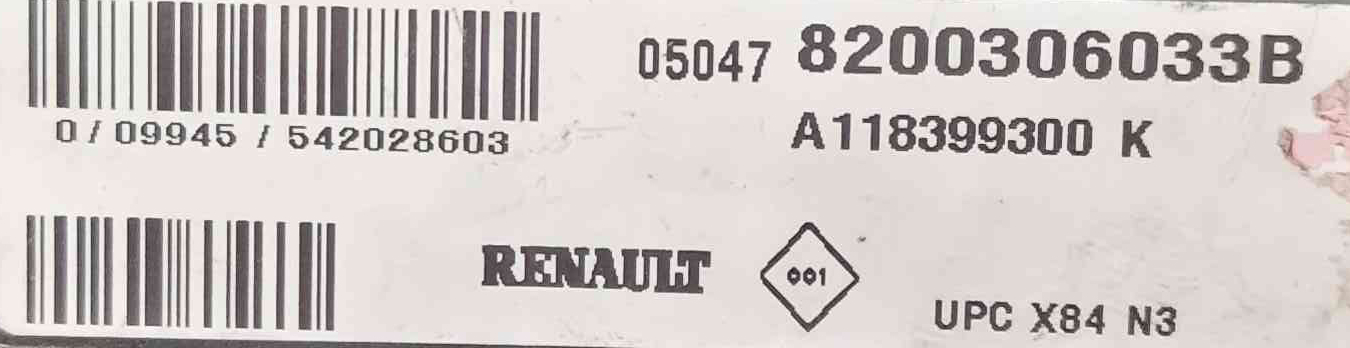 05047 8200306033B
0 / 09945 / 542028603
A118399300 K
RENAULT
001
UPC X84 N3